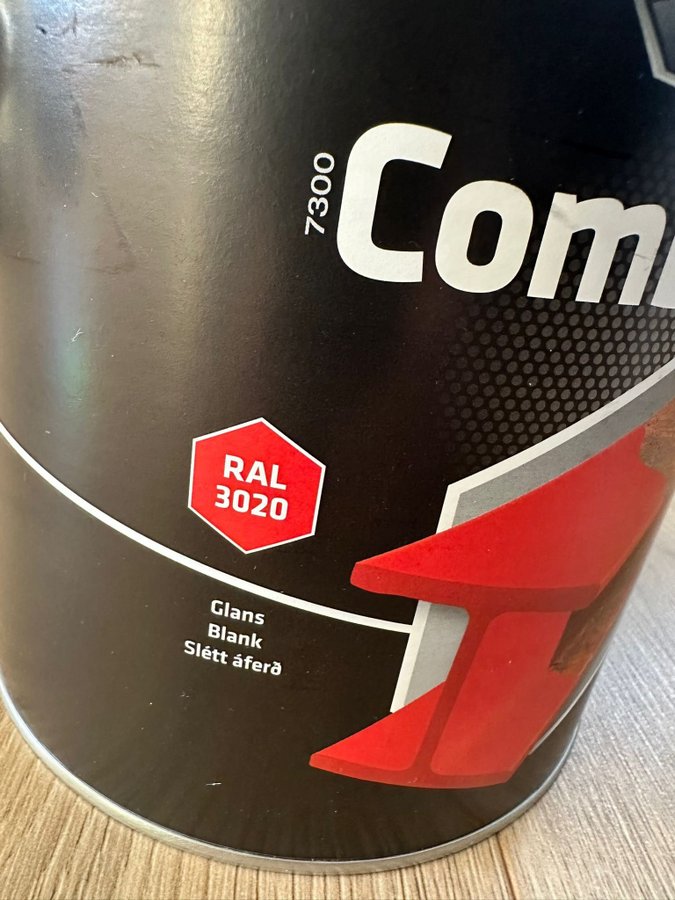 7300
Com
RAL
3020
Glans
Blank
Slétt áferð